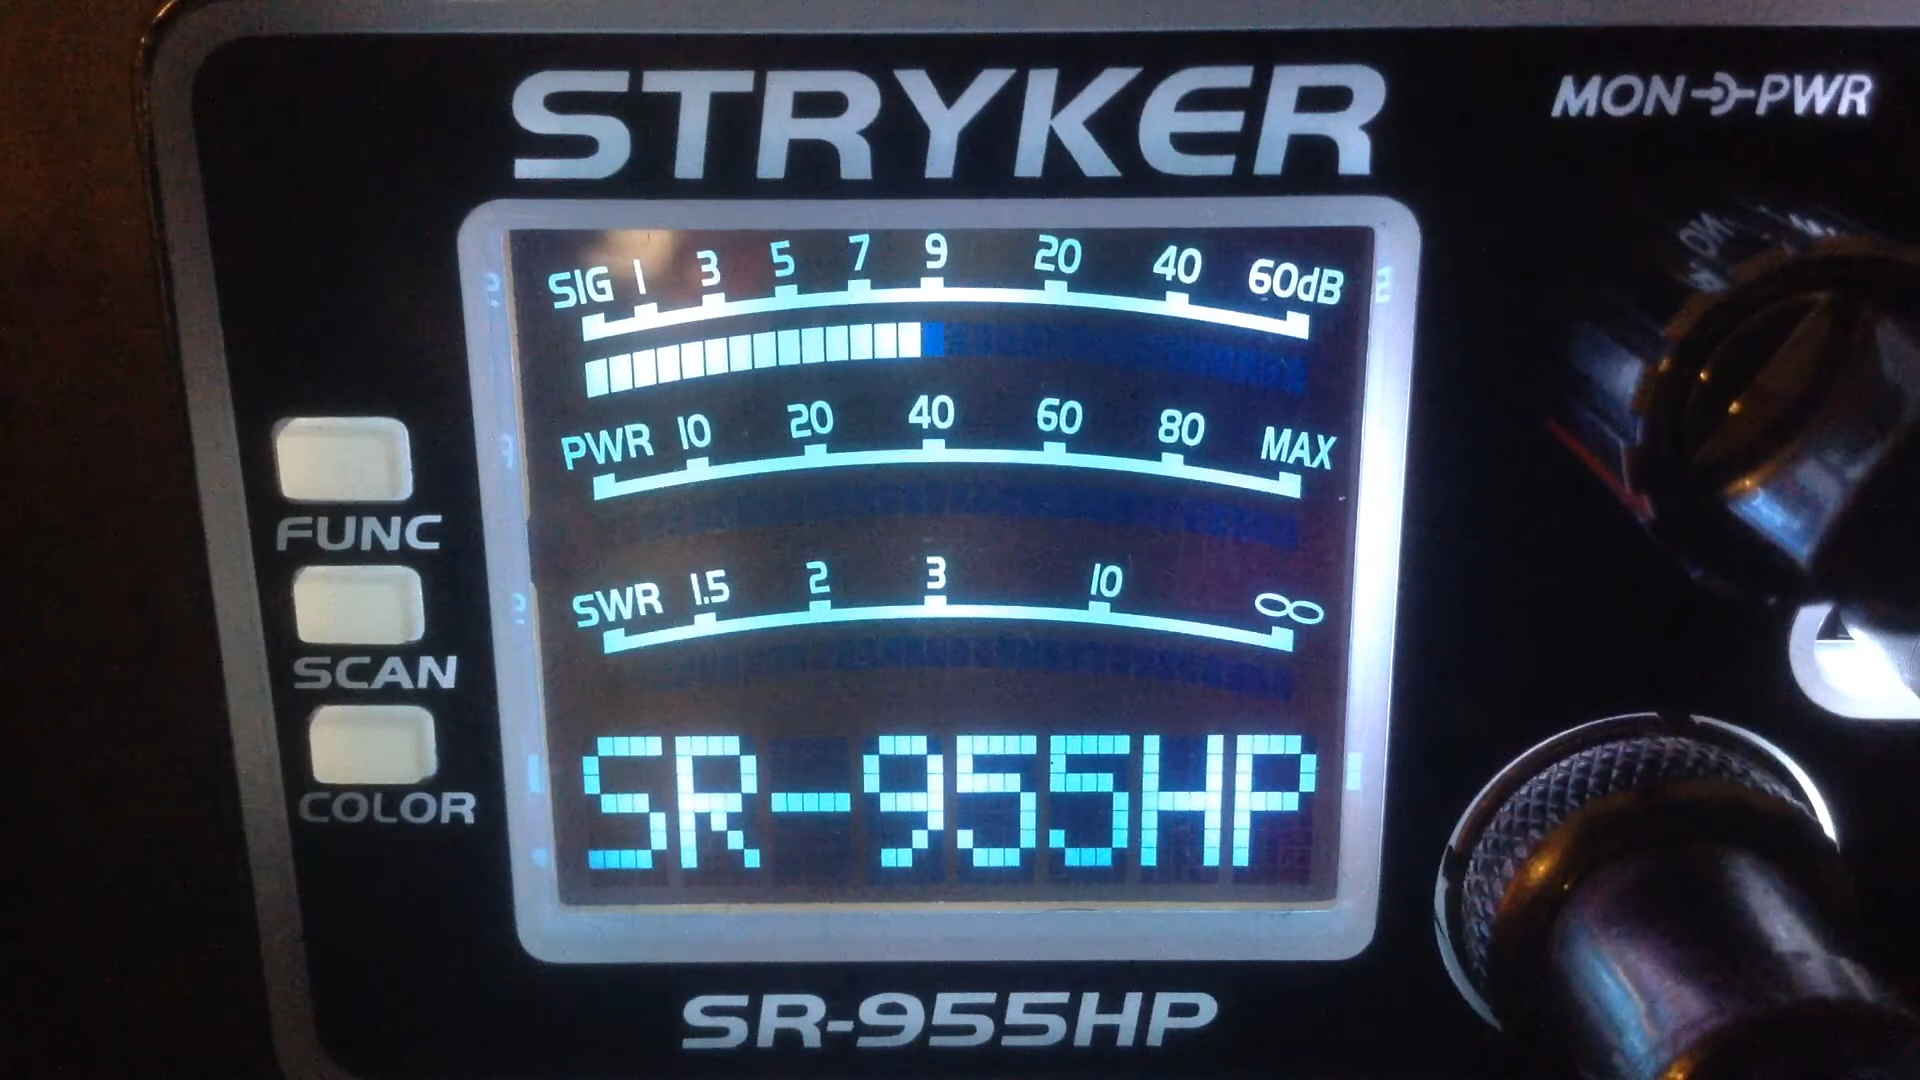 STRYKER
MON PWR
ON
SIG 1 3 5 7 9 20 40 60dB
PWR 10 20 40 60 80 MAX
FUNC
SWR 1.5 2 3 10 ∞
SCAN
SR-955HP
COLOR
SR-955HP